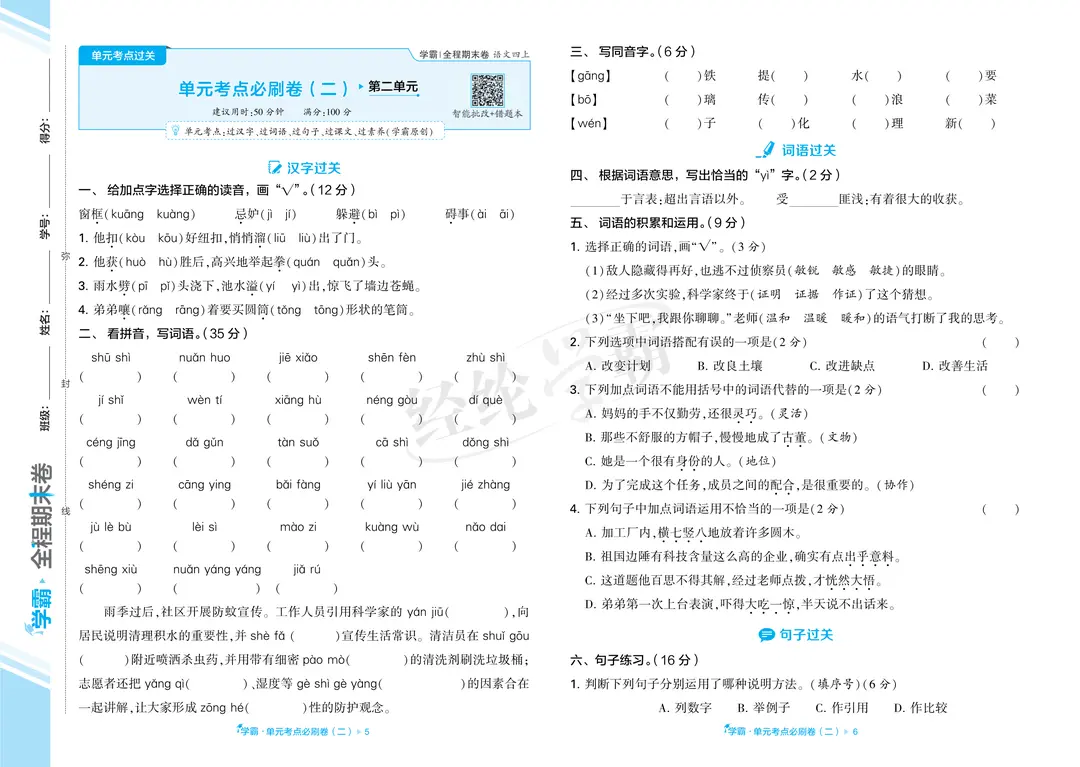 单元考点过关
学霸|全程期末卷 语文四上
单元考点必刷卷(二) 第二单元
建议用时:50分钟 满分:100分
智能批改+错题本
单元考点:过汉字、过词语、过句子、过课文、过素养(学霸原创)
得分:
学号:
姓名:
班级:
弥
封
线
学霸 全程期末卷
汉字过关
一、 给加点字选择正确的读音,画“√”。(12分)
窗框(kuāng kuàng) 忌妒(jì jí) 躲避(bì pì) 碍事(ài āi)
1. 他扣(kòu kōu)好纽扣,悄悄溜(liū liù)出了门。
2. 他获(huò hù)胜后,高兴地举起拳(quán quǎn)头。
3. 雨水劈(pī pǐ)头浇下,池水溢(yí yì)出,惊飞了墙边苍蝇。
4. 弟弟嚷(rǎng rāng)着要买圆筒(tǒng tōng)形状的笔筒。
二、 看拼音,写词语。(35分)
shū shì nuǎn huo jiē xiǎo shēn fèn zhù shì
( ) ( ) ( ) ( ) ( )
jí shǐ wèn tí xiāng hù néng gòu dí què
( ) ( ) ( ) ( ) ( )
céng jīng dǎ gǔn tàn suǒ cā shì dǒng shì
( ) ( ) ( ) ( ) ( )
shéng zi cāng ying bǎi fàng yí liù yān jié zhàng
( ) ( ) ( ) ( ) ( )
jù lè bù lèi sì mào zi kuàng wù nǎo dai
( ) ( ) ( ) ( ) ( )
shēng xiù nuǎn yáng yáng jiǎ rú
( ) ( ) ( )
雨季过后,社区开展防蚊宣传。工作人员引用科学家的 yán jiū( ),向
居民说明清理积水的重要性,并 shè fǎ ( )宣传生活常识。清洁员在 shuǐ gōu
( )附近喷洒杀虫药,并用带有细密 pào mò( )的清洗剂刷洗垃圾桶;
志愿者还把 yǎng qì( )、湿度等 gè shì gè yàng( )的因素合在
一起讲解,让大家形成 zōng hé( )性的防护观念。
学霸·单元考点必刷卷(二) 5
三、 写同音字。(6分)
【gāng】 ( )铁 提( ) 水( ) ( )要
【bō】 ( )璃 传( ) ( )浪 ( )菜
【wén】 ( )子 ( )化 ( )理 新( )
词语过关
四、 根据词语意思,写出恰当的“yì”字。(2分)
________于言表:超出言语以外。 受________匪浅:有着很大的收获。
五、 词语的积累和运用。(9分)
1. 选择正确的词语,画“√”。(3分)
(1)敌人隐藏得再好,也逃不过侦察员(敏锐 敏感 敏捷)的眼睛。
(2)经过多次实验,科学家终于(证明 证据 作证)了这个猜想。
(3)“坐下吧,我跟你聊聊。”老师(温和 温暖 暖和)的语气打断了我的思考。
2. 下列选项中词语搭配有误的一项是(2分) ( )
A. 改变计划 B. 改良土壤 C. 改进缺点 D. 改善生活
3. 下列加点词语不能用括号中的词语代替的一项是(2分) ( )
A. 妈妈的手不仅勤劳,还很灵巧。(灵活)
B. 那些不舒服的方帽子,慢慢地成了古董。(文物)
C. 她是一个很有身份的人。(地位)
D. 为了完成这个任务,成员之间的配合,是很重要的。(协作)
4. 下列句子中加点词语运用不恰当的一项是(2分) ( )
A. 加工厂内,横七竖八地放着许多圆木。
B. 祖国边陲有科技含量这么高的企业,确实有点出乎意料。
C. 这道题他百思不得其解,经过老师点拨,才恍然大悟。
D. 弟弟第一次上台表演,吓得大吃一惊,半天说不出话来。
句子过关
六、句子练习。(16分)
1. 判断下列句子分别运用了哪种说明方法。(填序号)(6分)
A. 列数字 B. 举例子 C. 作引用 D. 作比较
学霸·单元考点必刷卷(二) 6
经纶学霸